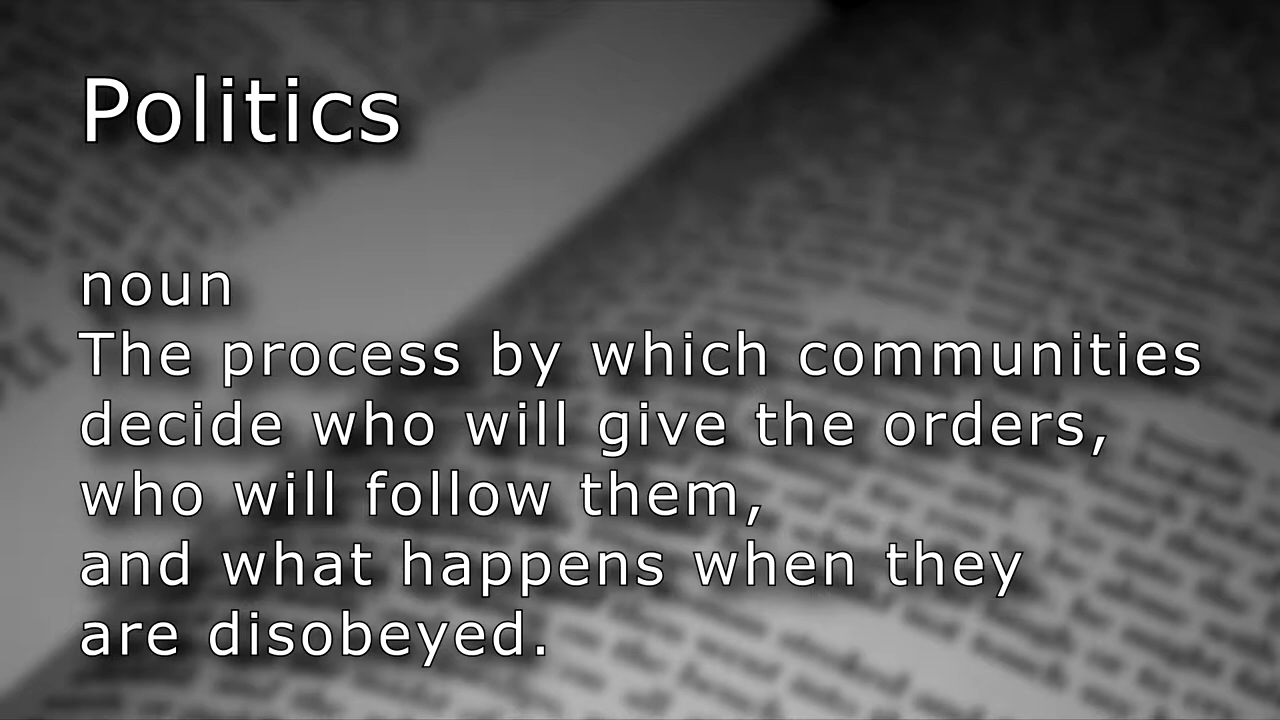 Politics
noun
The process by which communities
decide who will give the orders,
who will follow them,
and what happens when they
are disobeyed.